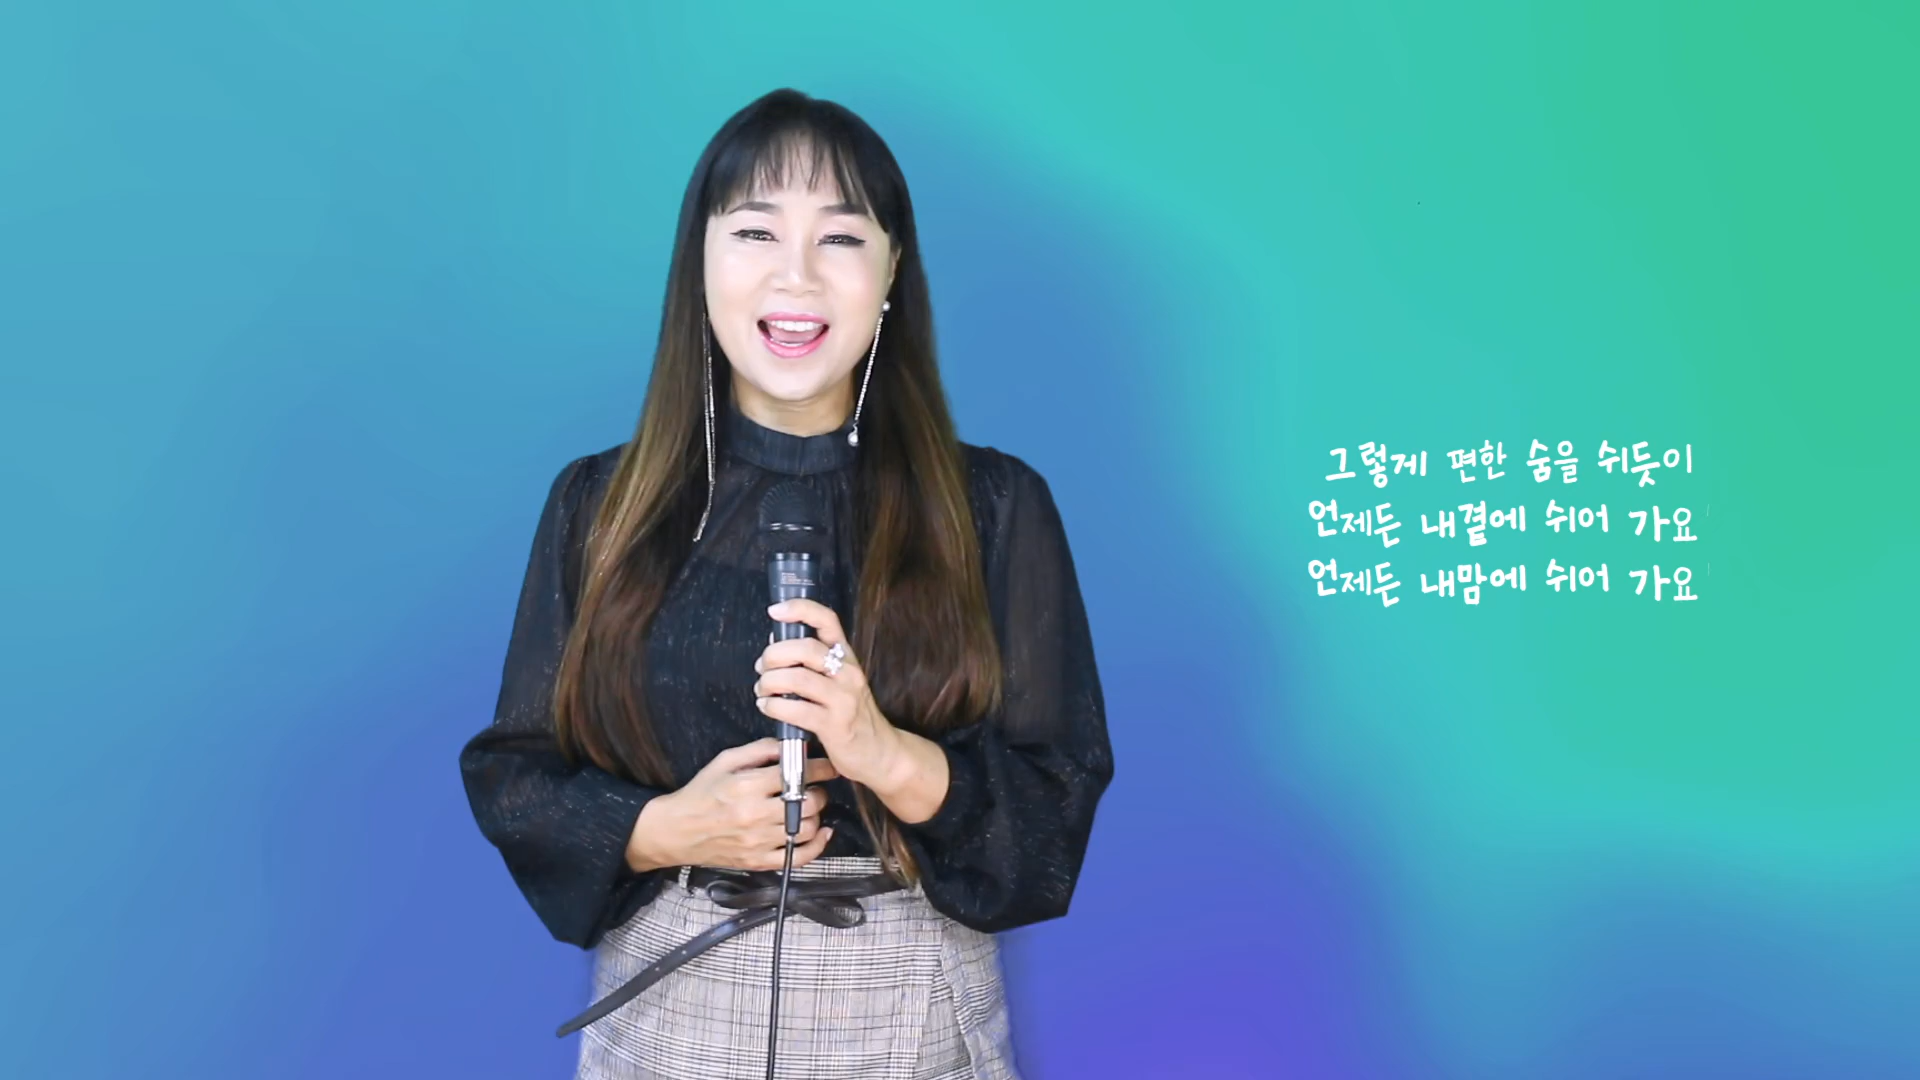 그렇게 편한 숨을 쉬듯이
언제든 내곁에 쉬어 가요
언제든 내맘에 쉬어 가요